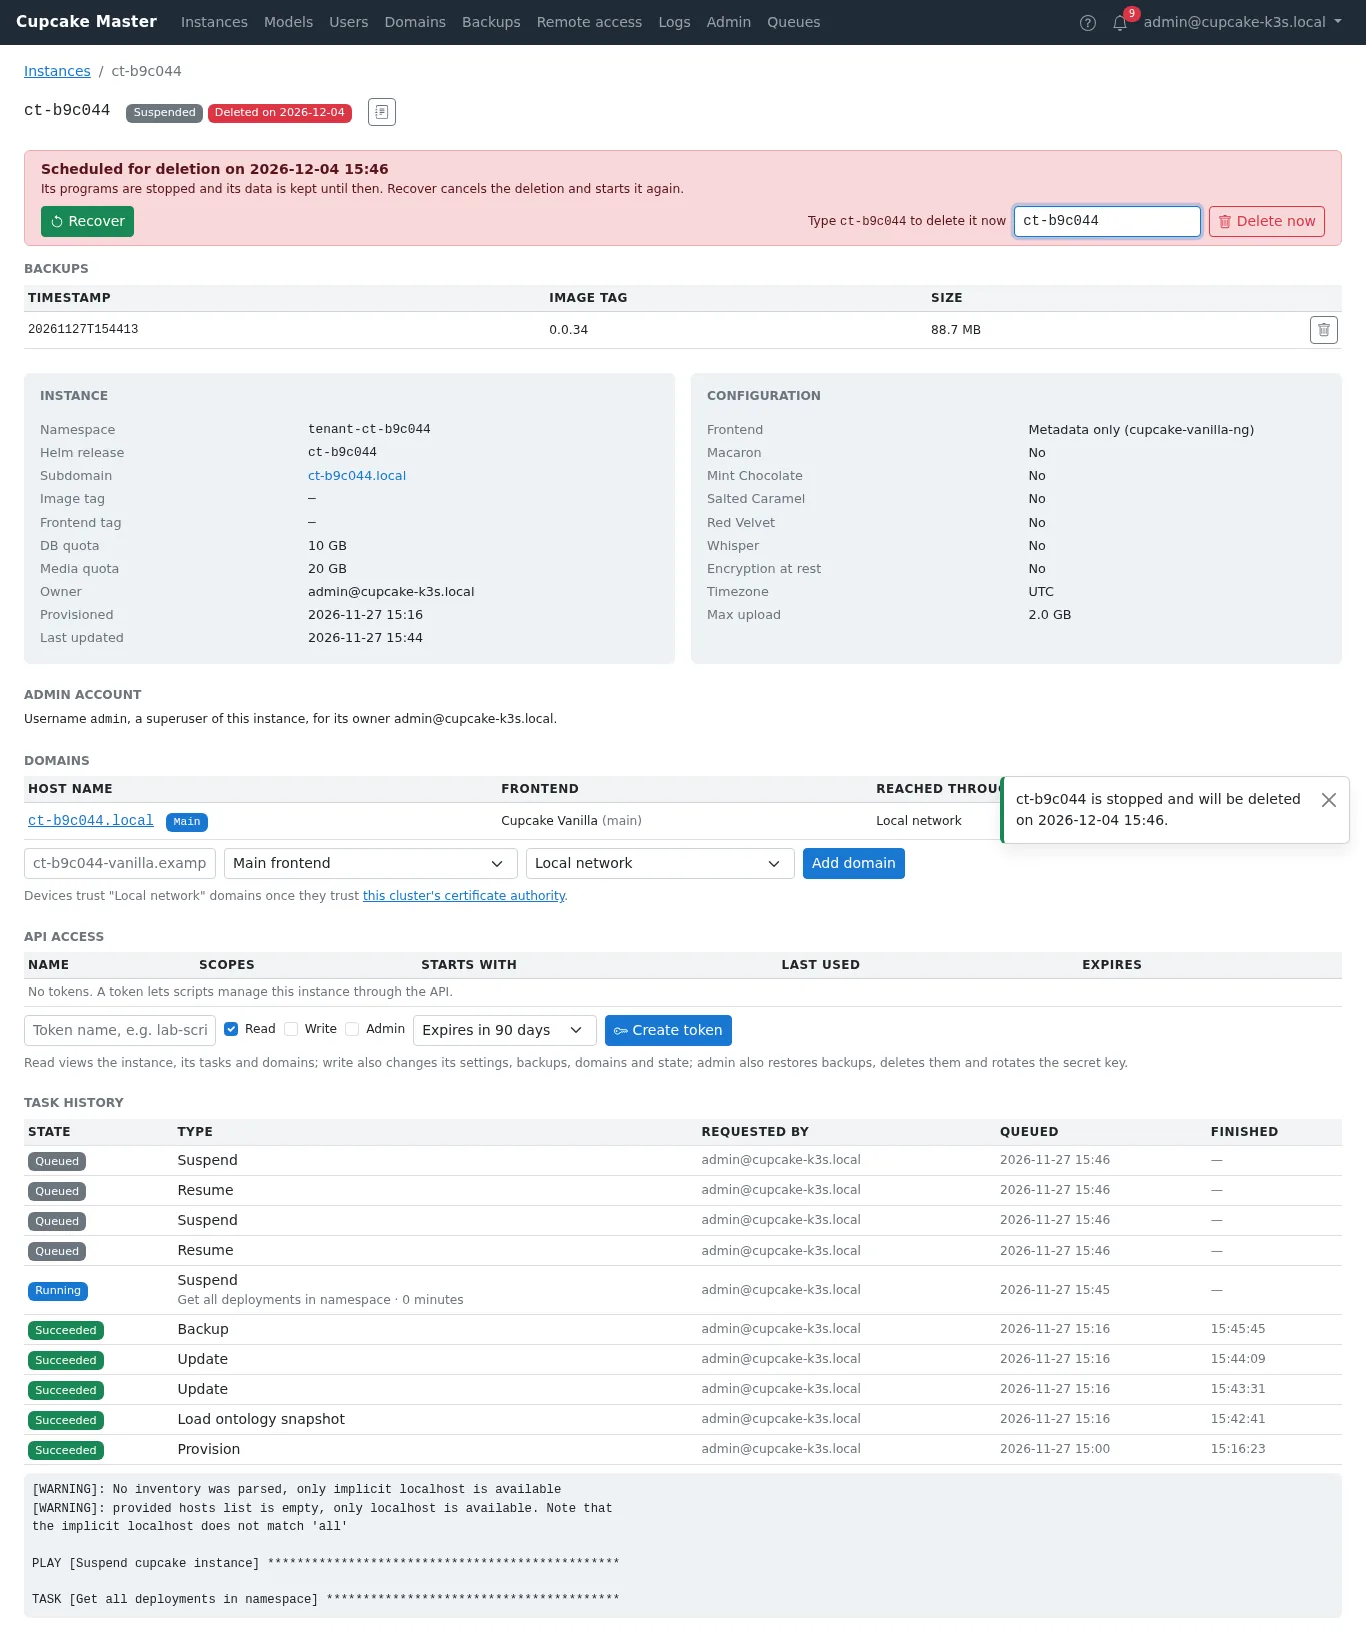 Cupcake Master Instances Models Users Domains Backups Remote access Logs Admin Queues 9 admin@cupcake-k3s.local
Instances / ct-b9c044
ct-b9c044 Suspended Deleted on 2026-12-04
Scheduled for deletion on 2026-12-04 15:46
Its programs are stopped and its data is kept until then. Recover cancels the deletion and starts it again.
Recover Type ct-b9c044 to delete it now ct-b9c044 Delete now
BACKUPS
TIMESTAMP IMAGE TAG SIZE
20261127T154413 0.0.34 88.7 MB
INSTANCE
Namespace tenant-ct-b9c044
Helm release ct-b9c044
Subdomain ct-b9c044.local
Image tag —
Frontend tag —
DB quota 10 GB
Media quota 20 GB
Owner admin@cupcake-k3s.local
Provisioned 2026-11-27 15:16
Last updated 2026-11-27 15:44
CONFIGURATION
Frontend Metadata only (cupcake-vanilla-ng)
Macaron No
Mint Chocolate No
Salted Caramel No
Red Velvet No
Whisper No
Encryption at rest No
Timezone UTC
Max upload 2.0 GB
ADMIN ACCOUNT
Username admin, a superuser of this instance, for its owner admin@cupcake-k3s.local.
DOMAINS
HOST NAME FRONTEND REACHED
ct-b9c044.local Main Cupcake Vanilla (main) Local network
ct-b9c044 is stopped and will be deleted
on 2026-12-04 15:46.
ct-b9c044-vanilla.examp Main frontend Local network Add domain
Devices trust "Local network" domains once they trust this cluster's certificate authority.
API ACCESS
NAME SCOPES STARTS WITH LAST USED EXPIRES
No tokens. A token lets scripts manage this instance through the API.
Token name, e.g. lab-scri Read Write Admin Expires in 90 days Create token
Read views the instance, its tasks and domains; write also changes its settings, backups, domains and state; admin also restores backups, deletes them and rotates the secret key.
TASK HISTORY
STATE TYPE REQUESTED BY QUEUED FINISHED
Queued Suspend admin@cupcake-k3s.local 2026-11-27 15:46 —
Queued Resume admin@cupcake-k3s.local 2026-11-27 15:46 —
Queued Suspend admin@cupcake-k3s.local 2026-11-27 15:46 —
Queued Resume admin@cupcake-k3s.local 2026-11-27 15:46 —
Running Suspend admin@cupcake-k3s.local 2026-11-27 15:45 —
Get all deployments in namespace · 0 minutes
Succeeded Backup admin@cupcake-k3s.local 2026-11-27 15:16 15:45:45
Succeeded Update admin@cupcake-k3s.local 2026-11-27 15:16 15:44:09
Succeeded Update admin@cupcake-k3s.local 2026-11-27 15:16 15:43:31
Succeeded Load ontology snapshot admin@cupcake-k3s.local 2026-11-27 15:16 15:42:41
Succeeded Provision admin@cupcake-k3s.local 2026-11-27 15:00 15:16:23
[WARNING]: No inventory was parsed, only implicit localhost is available
[WARNING]: provided hosts list is empty, only localhost is available. Note that
the implicit localhost does not match 'all'
PLAY [Suspend cupcake instance] ************************************************
TASK [Get all deployments in namespace] ****************************************